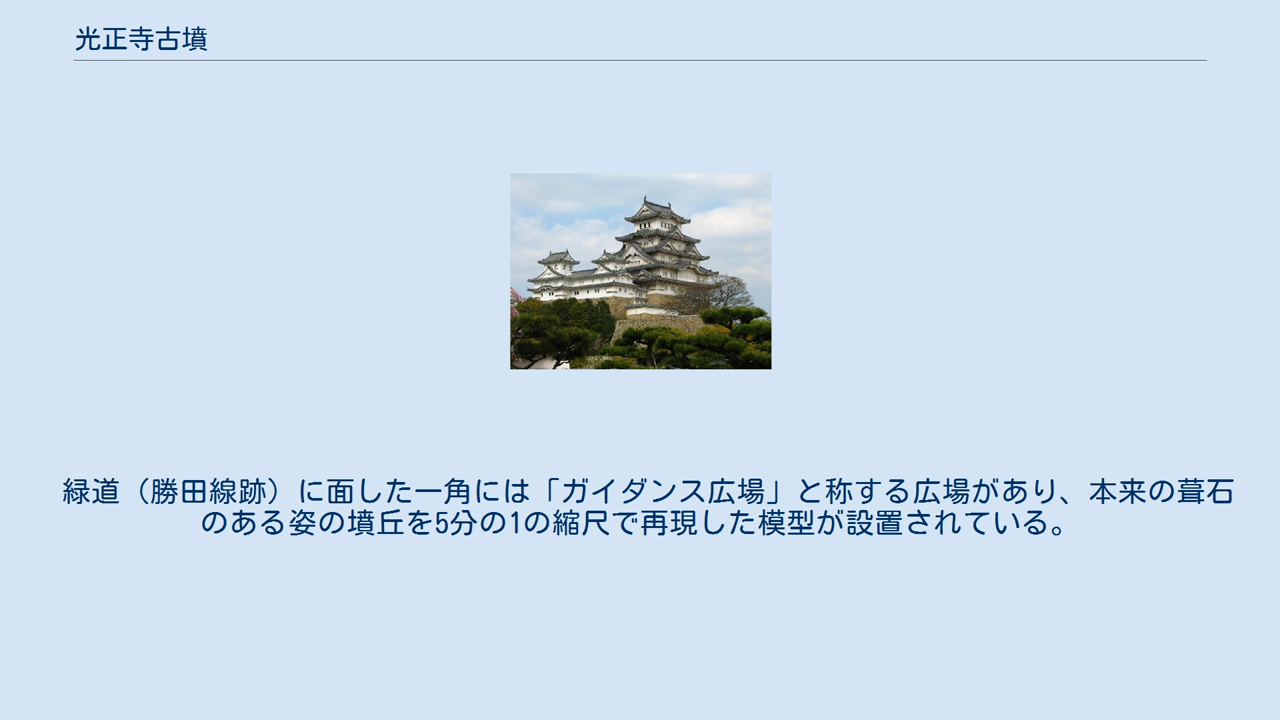 光正寺古墳
緑道（勝田線跡）に面した一角には「ガイダンス広場」と称する広場があり、本来の葺石
のある姿の墳丘を5分の1の縮尺で再現した模型が設置されている。